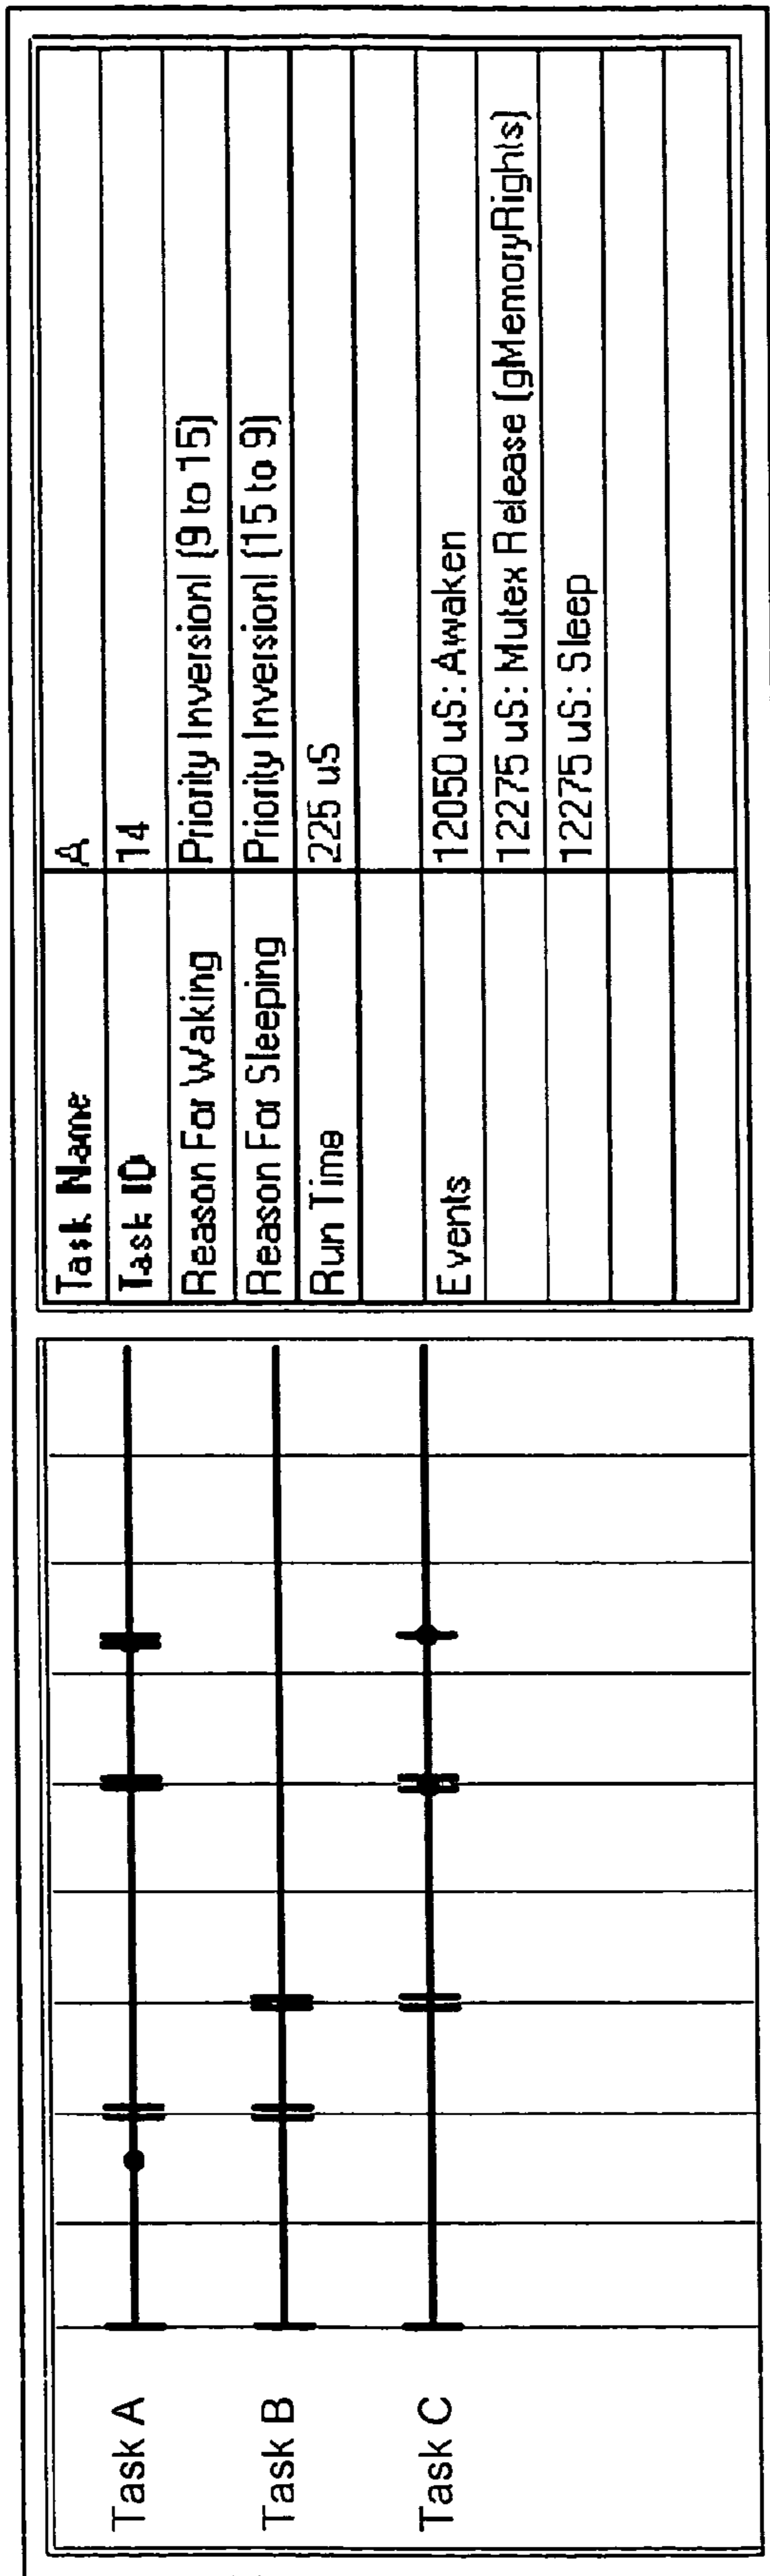 Task A
Task B
Task C
Task Name A
Task ID 14
Reason For Waking Priority Inversion! (9 to 15)
Reason For Sleeping Priority Inversion! (15 to 9)
Run Time 225 uS
Events 12050 uS: Awaken
12275 uS: Mutex Release (gMemoryRights)
12275 uS: Sleep